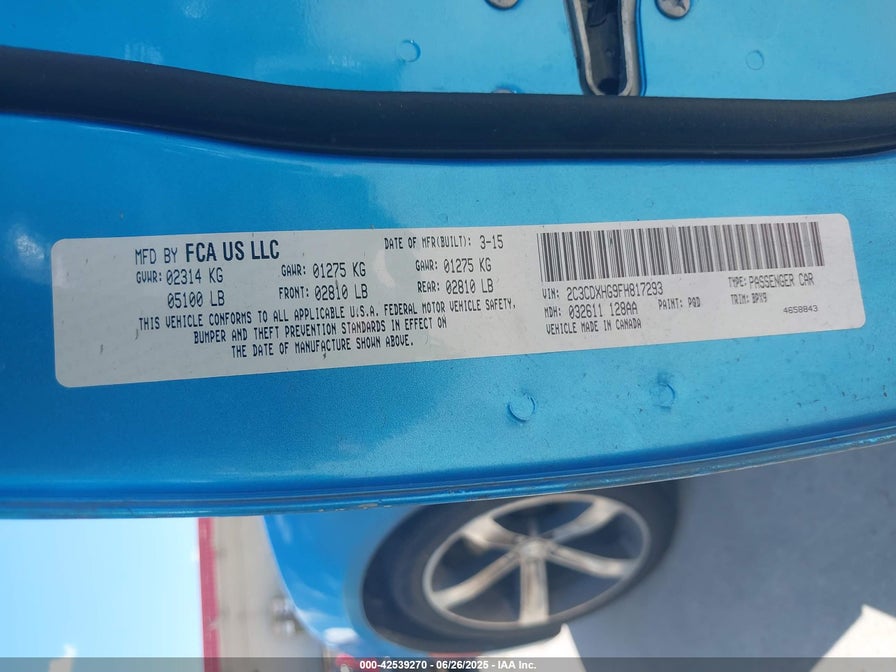 MFD BY FCA US LLC
DATE OF MFR(BUILT): 3-15
GVWR: 02314 KG
GAWR: 01275 KG
GAWR: 01275 KG
05100 LB
FRONT: 02810 LB
REAR: 02810 LB
THIS VEHICLE CONFORMS TO ALL APPLICABLE U.S.A. FEDERAL MOTOR VEHICLE SAFETY,
BUMPER AND THEFT PREVENTION STANDARDS IN EFFECT ON
THE DATE OF MANUFACTURE SHOWN ABOVE.
VIN: 2C3CDXHG9FH817293
TYPE: PASSENGER CAR
MDH: 032611 128AA
PAINT: PQD
TRIM: BPX9
VEHICLE MADE IN CANADA
4658843
000-42539270 - 06/26/2025 - IAA Inc.